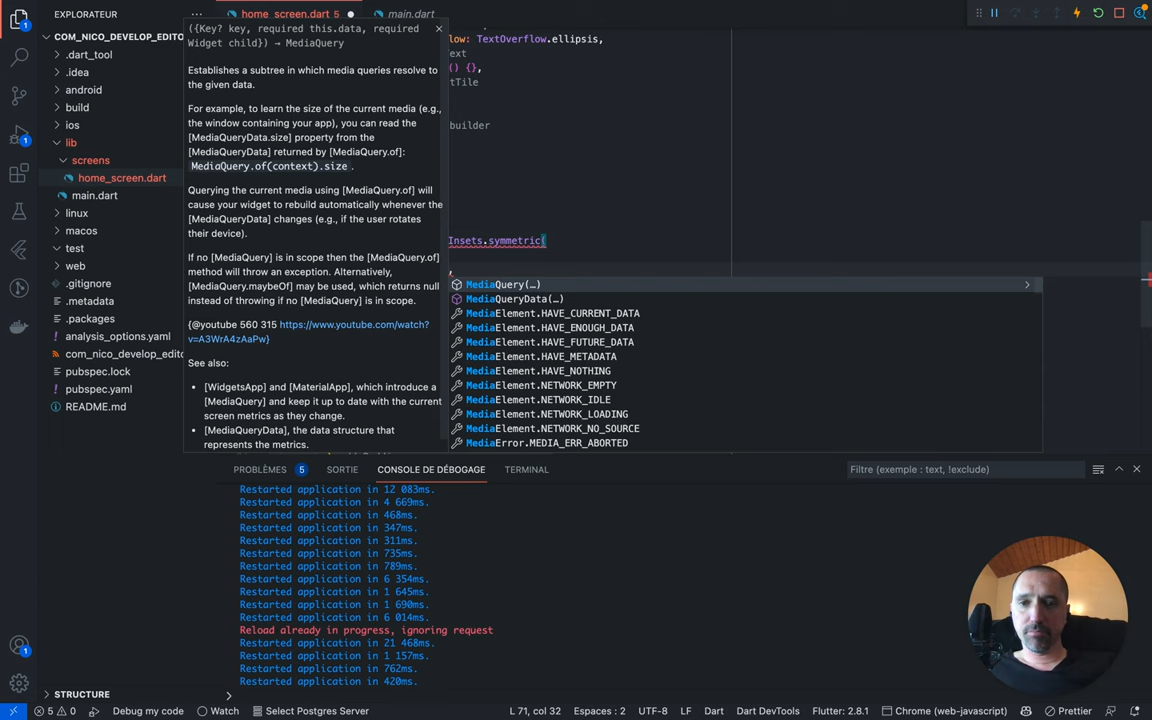 EXPLORATEUR
home_screen.dart 5
main.dart
COM_NICO_DEVELOP_EDITO
.dart_tool
.idea
android
build
ios
lib
screens
home_screen.dart
main.dart
linux
macos
test
web
.gitignore
.metadata
.packages
analysis_options.yaml
com_nico_develop_edito
pubspec.lock
pubspec.yaml
README.md
STRUCTURE
({Key? key, required this.data, required
Widget child}) → MediaQuery
Establishes a subtree in which media queries resolve to
the given data.
For example, to learn the size of the current media (e.g.,
the window containing your app), you can read the
[MediaQueryData.size] property from the
[MediaQueryData] returned by [MediaQuery.of]:
MediaQuery.of(context).size .
Querying the current media using [MediaQuery.of] will
cause your widget to rebuild automatically whenever the
[MediaQueryData] changes (e.g., if the user rotates
their device).
If no [MediaQuery] is in scope then the [MediaQuery.of]
method will throw an exception. Alternatively,
[MediaQuery.maybeOf] may be used, which returns null
instead of throwing if no [MediaQuery] is in scope.
{@youtube 560 315 https://www.youtube.com/watch?
v=A3WrA4zAaPw}
See also:
• [WidgetsApp] and [MaterialApp], which introduce a
[MediaQuery] and keep it up to date with the current
screen metrics as they change.
• [MediaQueryData], the data structure that
represents the metrics.
low: TextOverflow.ellipsis,
ext
() {},
tTile
builder
Insets.symmetric(
,
MediaQuery(…)
MediaQueryData(…)
MediaElement.HAVE_CURRENT_DATA
MediaElement.HAVE_ENOUGH_DATA
MediaElement.HAVE_FUTURE_DATA
MediaElement.HAVE_METADATA
MediaElement.HAVE_NOTHING
MediaElement.NETWORK_EMPTY
MediaElement.NETWORK_IDLE
MediaElement.NETWORK_LOADING
MediaElement.NETWORK_NO_SOURCE
MediaError.MEDIA_ERR_ABORTED
PROBLÈMES 5 SORTIE CONSOLE DE DÉBOGAGE TERMINAL
Filtre (exemple : text, !exclude)
Restarted application in 12 083ms.
Restarted application in 4 669ms.
Restarted application in 468ms.
Restarted application in 347ms.
Restarted application in 311ms.
Restarted application in 735ms.
Restarted application in 789ms.
Restarted application in 6 354ms.
Restarted application in 1 645ms.
Restarted application in 1 690ms.
Restarted application in 6 014ms.
Reload already in progress, ignoring request
Restarted application in 21 468ms.
Restarted application in 1 157ms.
Restarted application in 762ms.
Restarted application in 420ms.
5 0 Debug my code Watch Select Postgres Server L 71, col 32 Espaces : 2 UTF-8 LF Dart Dart DevTools Flutter: 2.8.1 Chrome (web-javascript) Prettier